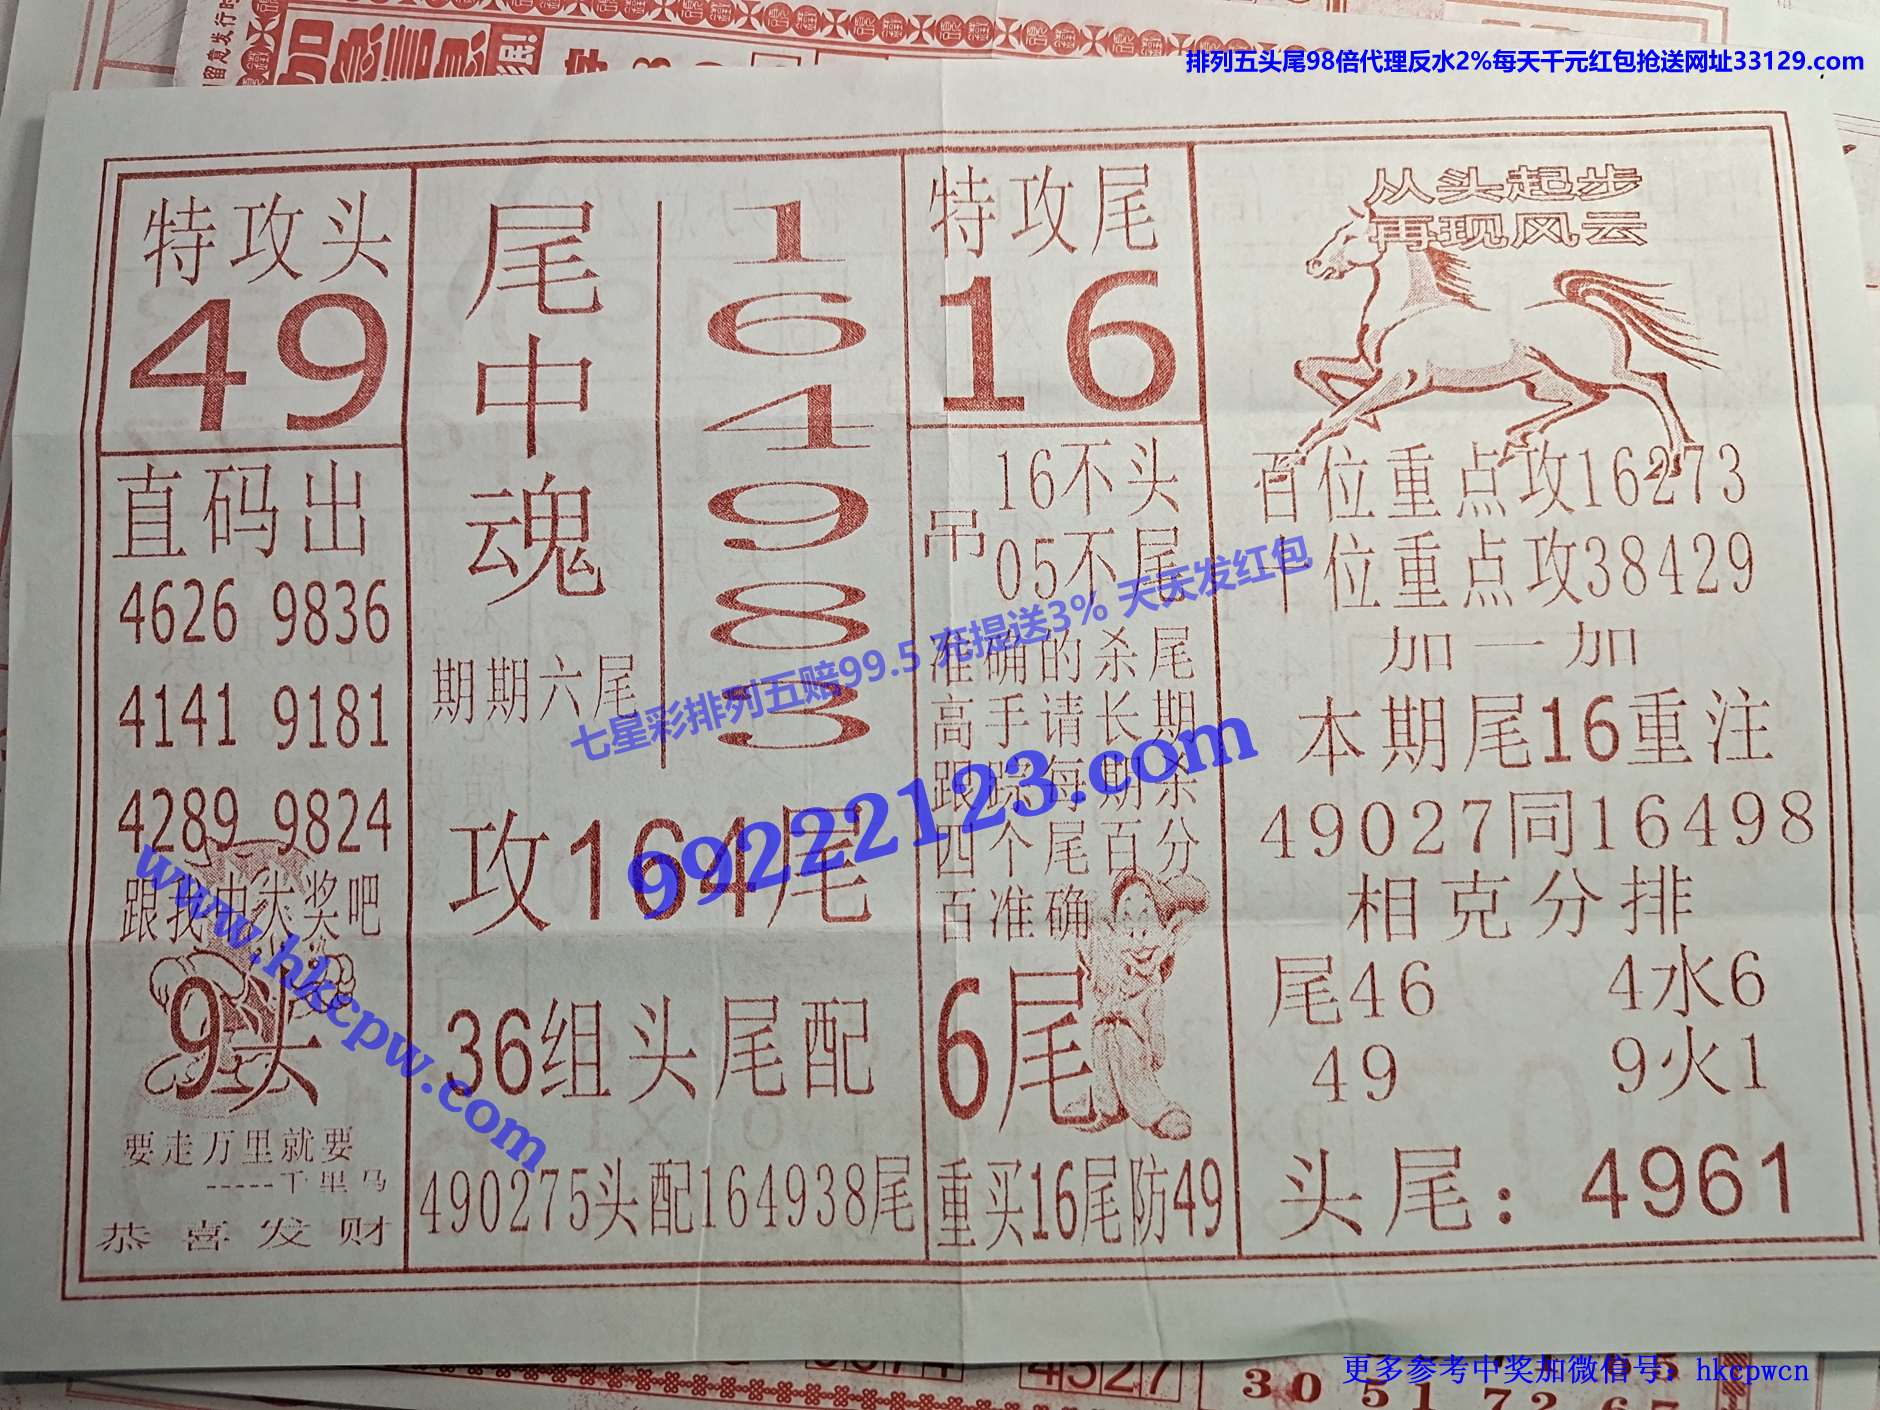 排列五头尾98倍代理反水2%每天千元红包抢送网址33129.com
特攻头
49
直码出
4626 9836
4141 9181
4289 9824
跟我中大奖吧
9头
要走万里就要
-----千里马
恭喜发财
尾中魂
期期六尾
1
6
4
9
8
3
攻164尾
36组头尾配
490275头配164938尾
特攻尾
16
吊
16不头
05不尾
准确的杀尾
高手请长期
跟踪每期杀
四个尾百分
百准确
6尾
重买16尾防49
从头起步
再现风云
百位重点攻16273
十位重点攻38429
加一加
本期尾16重注
49027同16498
相克分排
尾46 4水6
49 9火1
头尾：4961
七星彩排列五赔99.5 充提送3% 天天发红包
99222123.com
www.hkcpw.com
4527
更多参考中奖加微信号：hkcpwcn